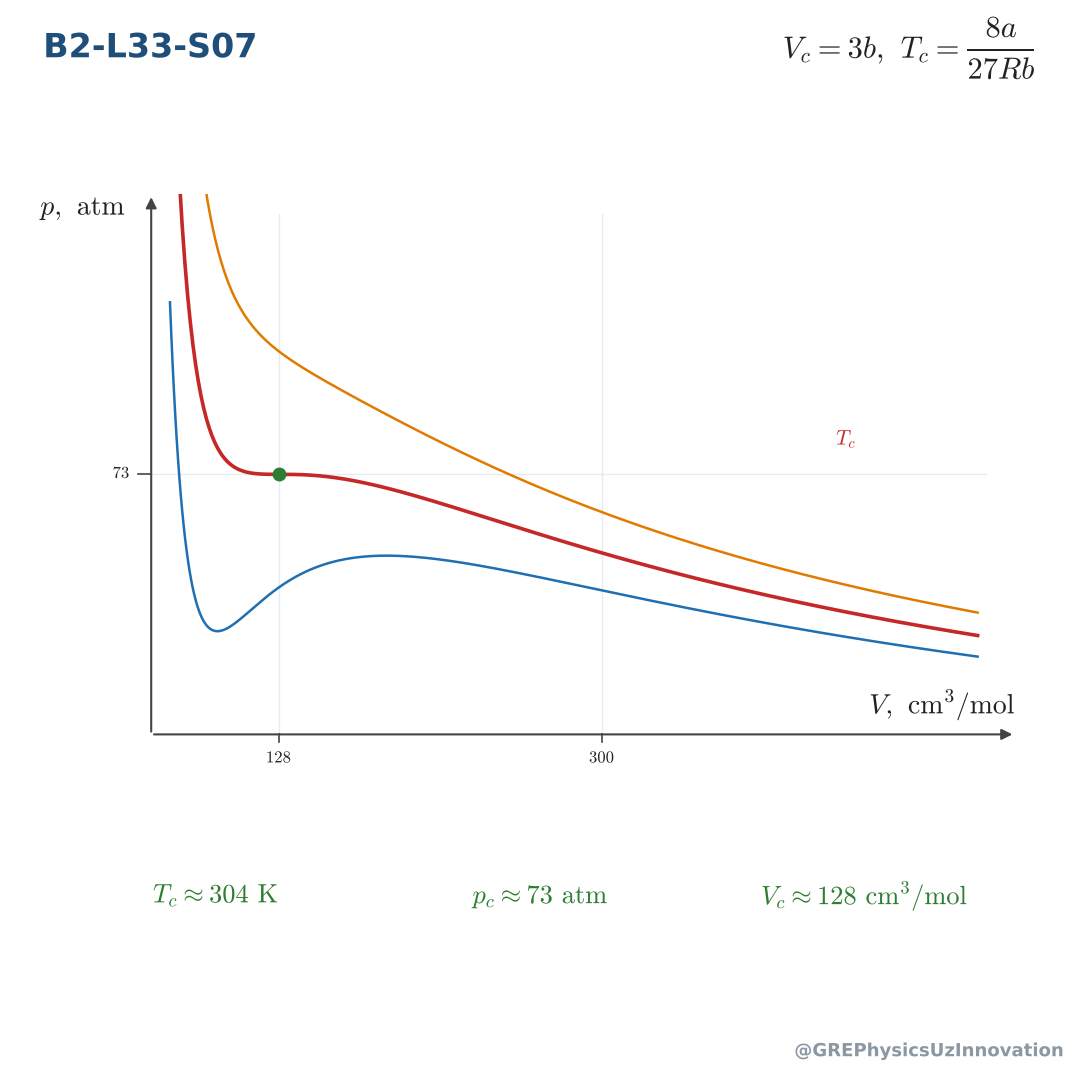 B2-L33-S07
V_c = 3b, T_c = 8a/27Rb
p, atm
T_c
73
V, cm³/mol
128
300
T_c ≈ 304 K
p_c ≈ 73 atm
V_c ≈ 128 cm³/mol
@GREPhysicsUzInnovation